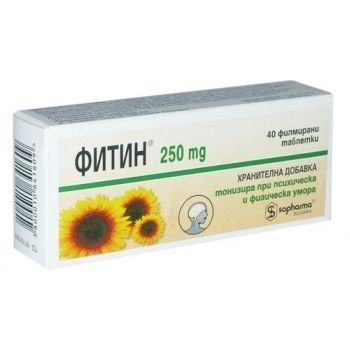 ФИТИН® 250 mg
40 филмирани
таблетки
ХРАНИТЕЛНА ДОБАВКА
тонизира при психическа
и физическа умора
sopharma